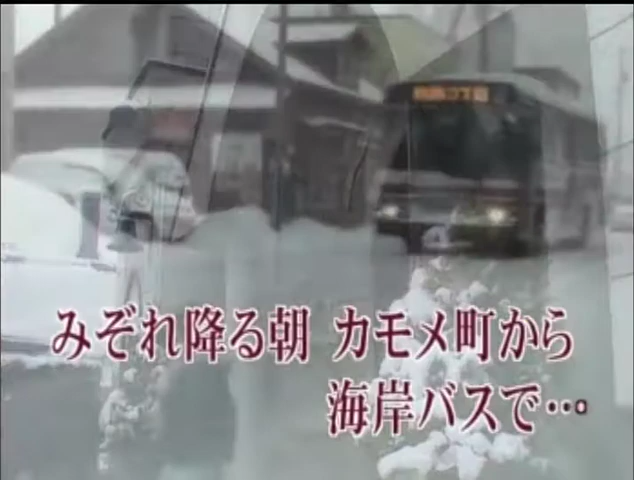 みぞれ降る朝 カモメ町から
海岸バスで…